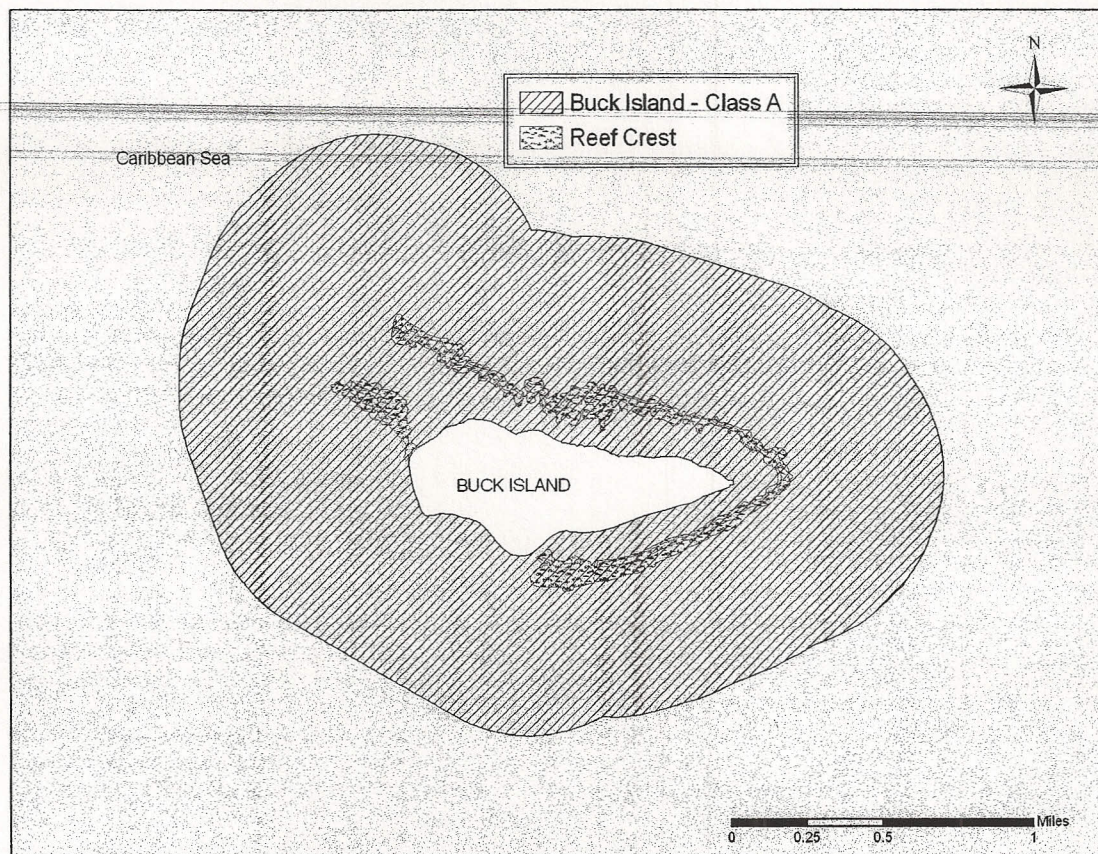 N
Buck Island - Class A
Reef Crest
Caribbean Sea
BUCK ISLAND
Miles
0 0.25 0.5 1